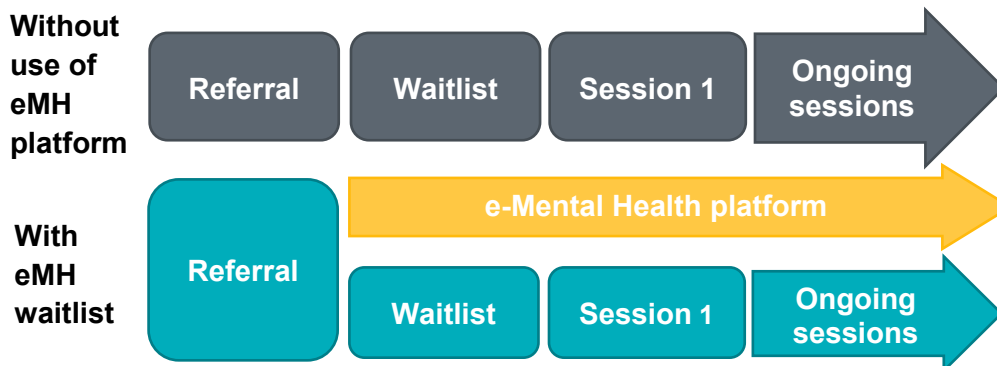 Without
use of
eMH
platform
Referral
Waitlist
Session 1
Ongoing
sessions
With
eMH
waitlist
Referral
e-Mental Health platform
Waitlist
Session 1
Ongoing
sessions